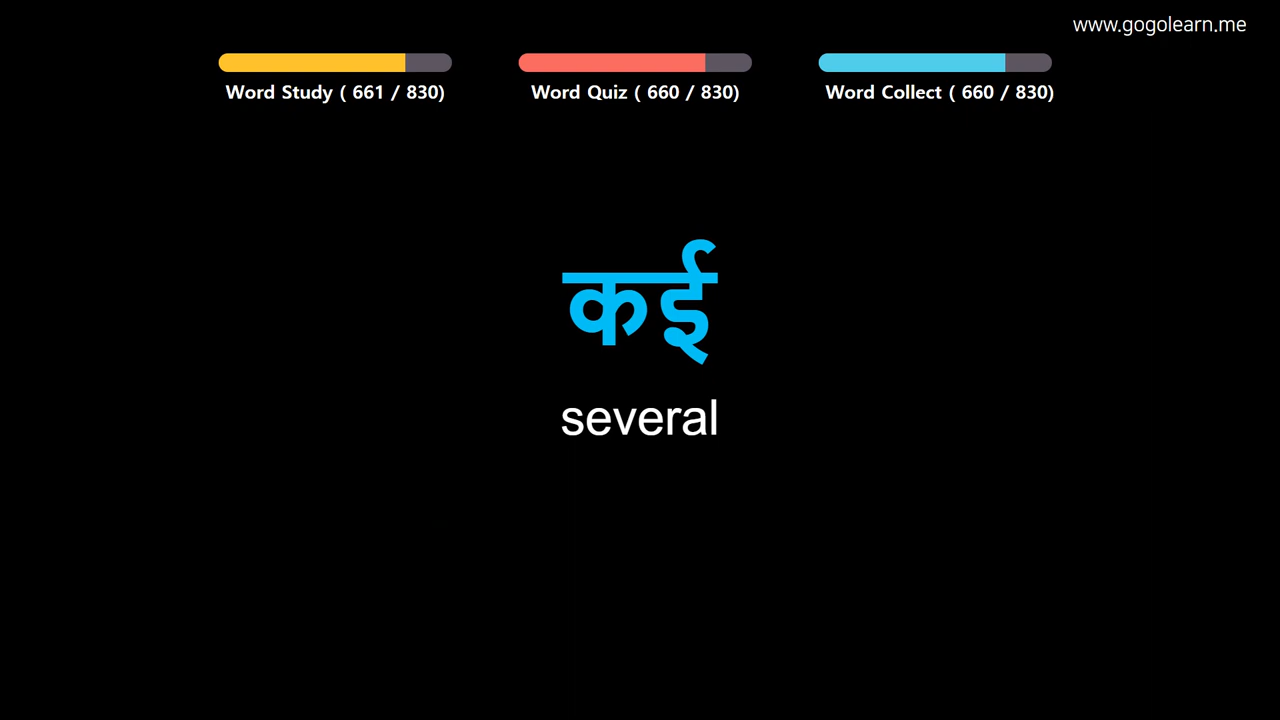 www.gogolearn.me
Word Study ( 661 / 830)
Word Quiz ( 660 / 830)
Word Collect ( 660 / 830)
कई
several